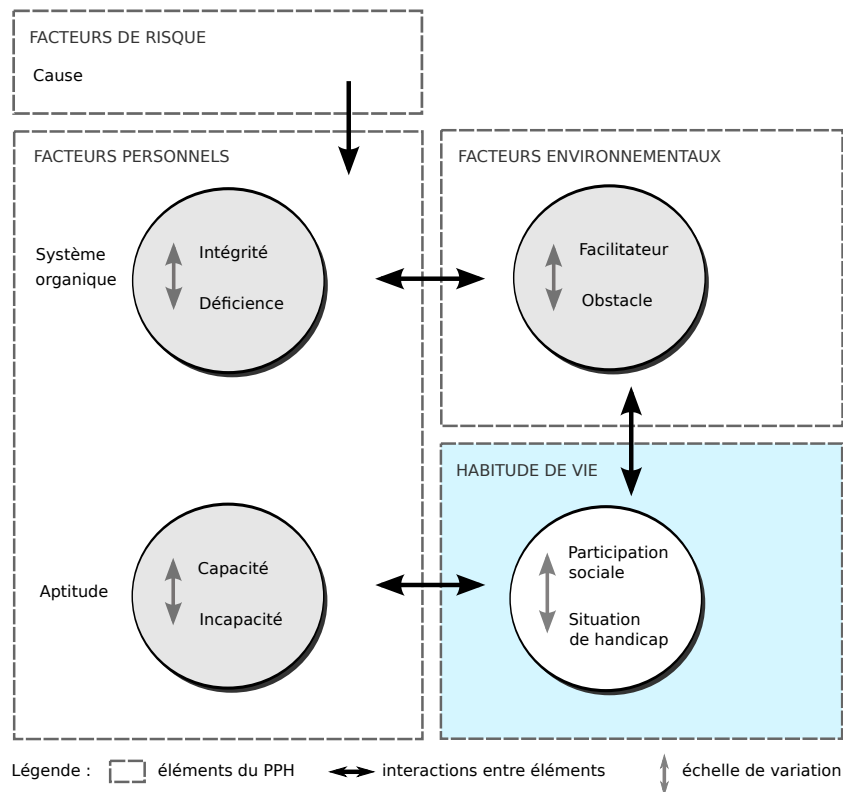 FACTEURS DE RISQUE
Cause
FACTEURS PERSONNELS
Système
organique
Intégrité
Déficience
Aptitude
Capacité
Incapacité
FACTEURS ENVIRONNEMENTAUX
Facilitateur
Obstacle
HABITUDE DE VIE
Participation
sociale
Situation
de handicap
Légende :
éléments du PPH
interactions entre éléments
échelle de variation